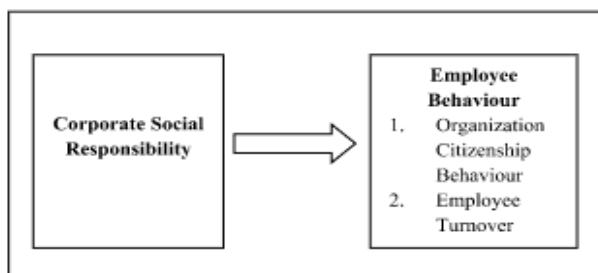 Corporate Social
Responsibility
Employee
Behaviour
1. Organization
Citizenship
Behaviour
2. Employee
Turnover